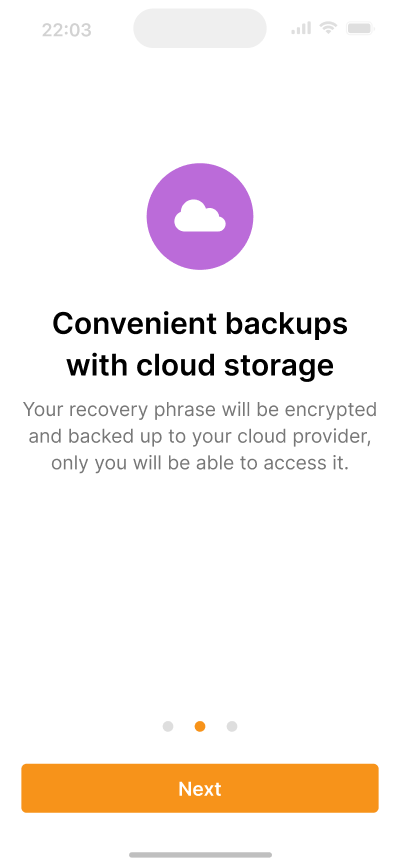 22:03
Convenient backups
with cloud storage
Your recovery phrase will be encrypted
and backed up to your cloud provider,
only you will be able to access it.
Next